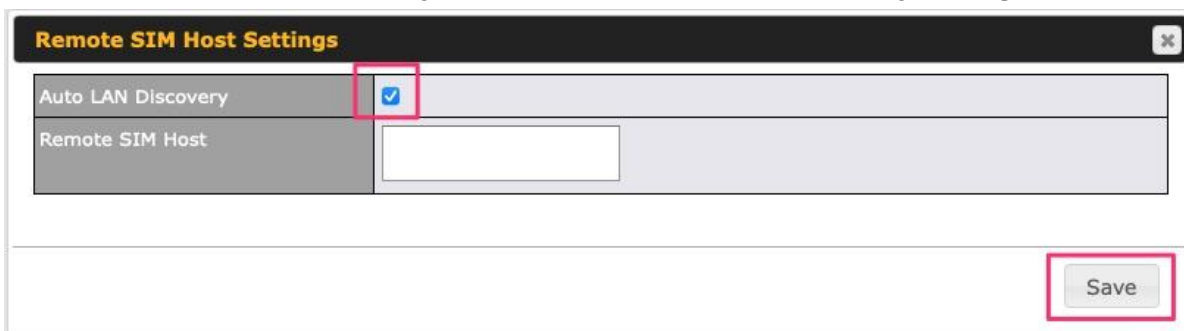 Remote SIM Host Settings
Auto LAN Discovery
Remote SIM Host
Save